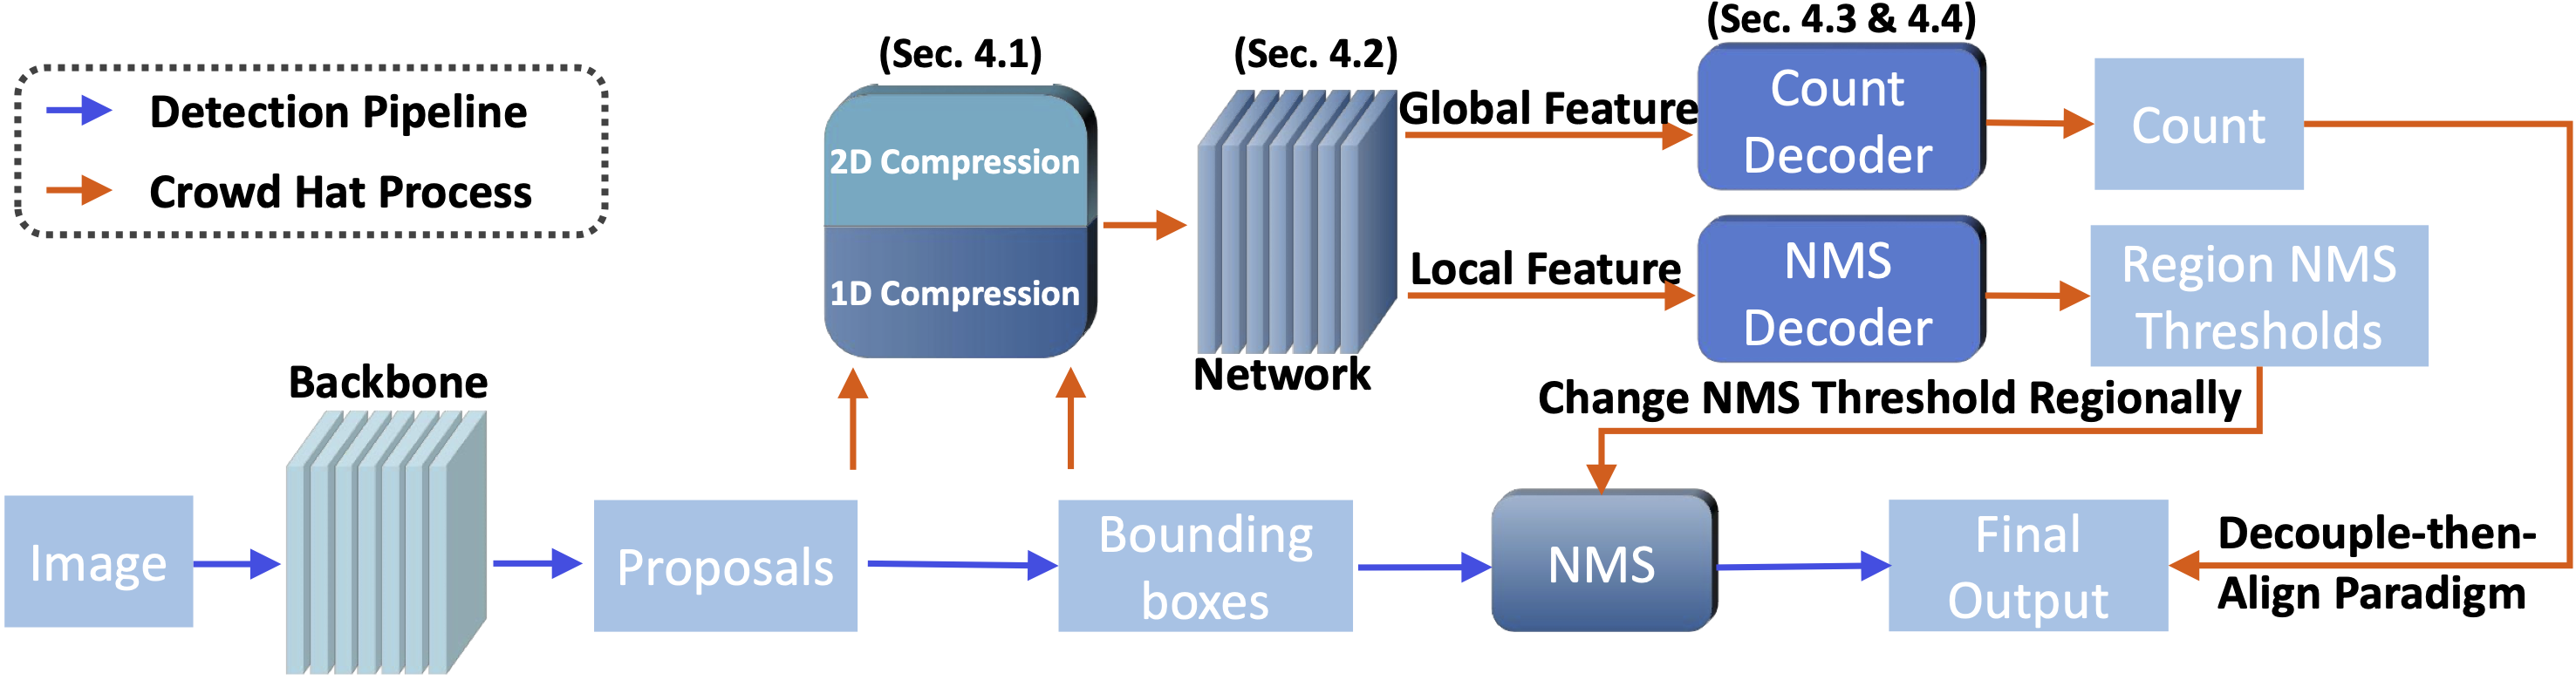 Detection Pipeline
Crowd Hat Process
(Sec. 4.1)
2D Compression
1D Compression
(Sec. 4.2)
Network
Global Feature
Local Feature
(Sec. 4.3 & 4.4)
Count
Decoder
Count
NMS
Decoder
Region NMS
Thresholds
Change NMS Threshold Regionally
Backbone
Image
Proposals
Bounding
boxes
NMS
Final
Output
Decouple-then-
Align Paradigm